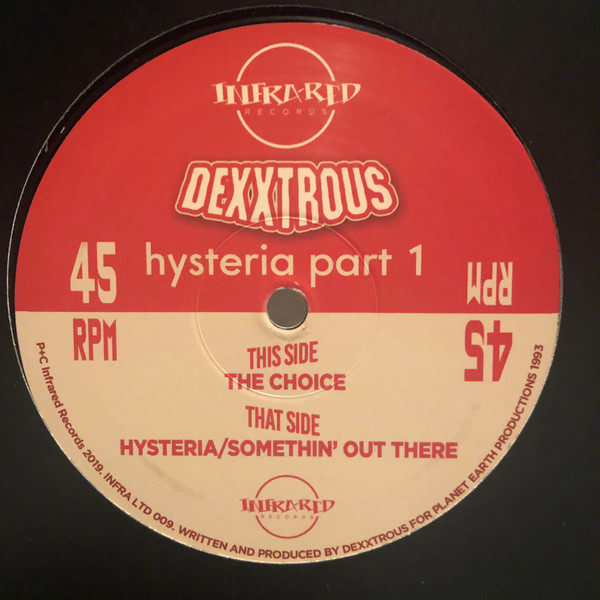 INFRARED
RECORDS
DEXXTROUS
hysteria part 1
45
RPM
45
RPM
THIS SIDE
THE CHOICE
THAT SIDE
HYSTERIA/SOMETHIN' OUT THERE
INFRARED
RECORDS
P+C Infrared Records 2019. INFRA LTD 009. WRITTEN AND PRODUCED BY DEXXTROUS FOR PLANET EARTH PRODUCTIONS 1993